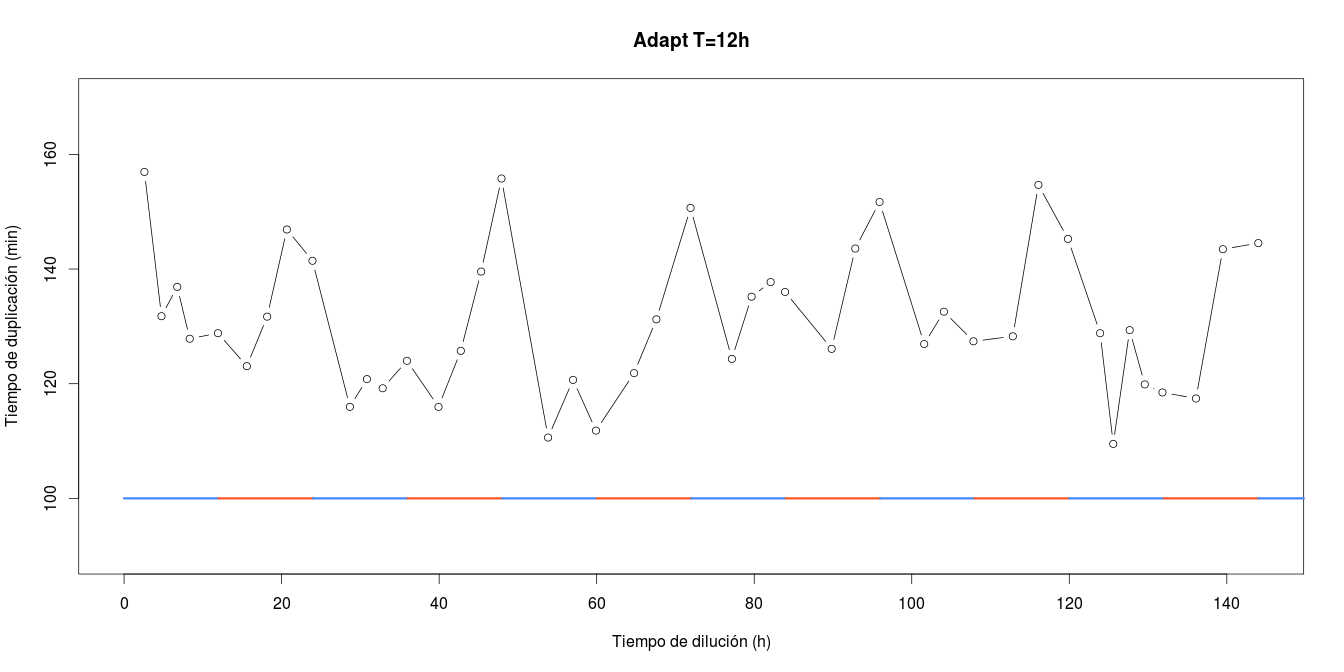 Adapt T=12h
Tiempo de duplicación (min)
160
140
120
100
0 20 40 60 80 100 120 140
Tiempo de dilución (h)